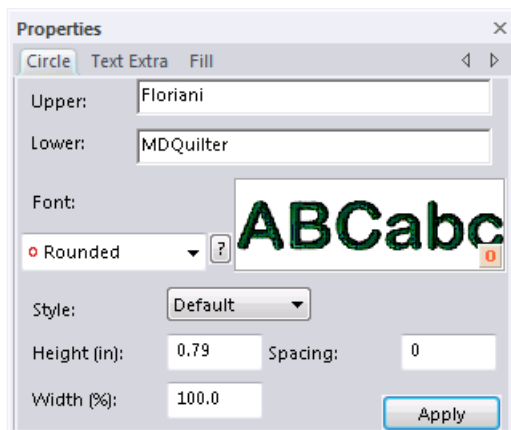 Properties
Circle Text Extra Fill
Upper: Floriani
Lower: MDQuilter
Font:
ABCabc
Rounded ?
Style: Default
Height (in): 0.79 Spacing: 0
Width (%): 100.0
Apply